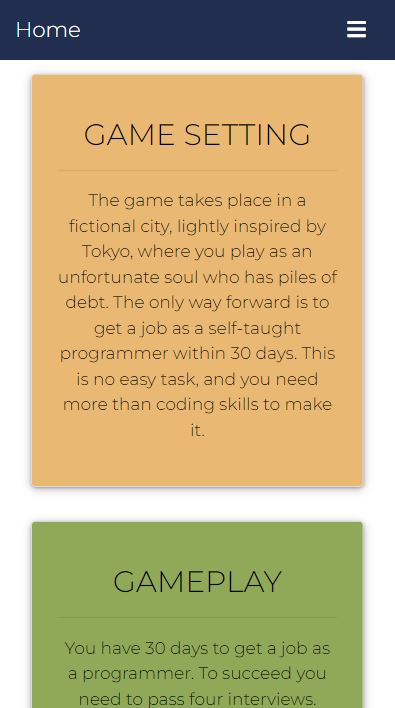 Home
GAME SETTING
The game takes place in a
fictional city, lightly inspired by
Tokyo, where you play as an
unfortunate soul who has piles of
debt. The only way forward is to
get a job as a self-taught
programmer within 30 days. This
is no easy task, and you need
more than coding skills to make
it.
GAMEPLAY
You have 30 days to get a job as
a programmer. To succeed you
need to pass four interviews.